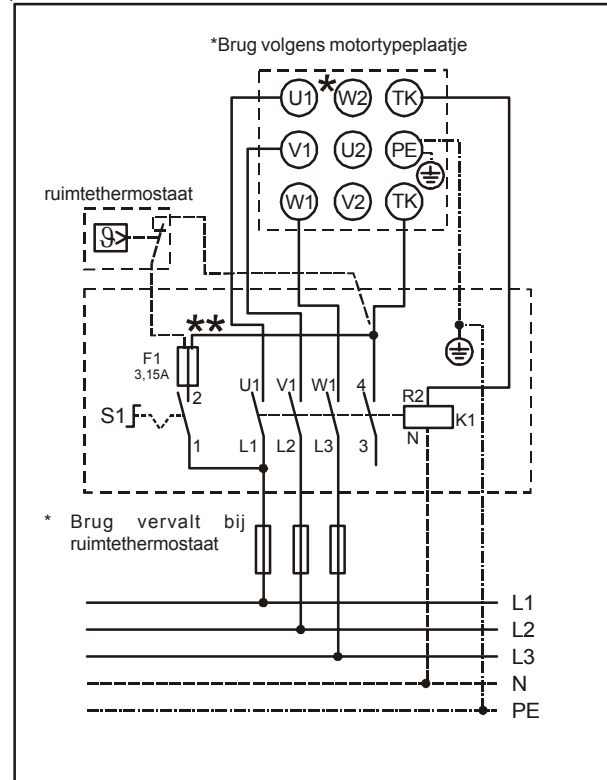 *Brug volgens motortypeplaatje
U1 * W2 TK
V1 U2 PE
W1 V2 TK
ruimtethermostaat
ϑ>
**
F1
3,15A
2
U1 V1 W1 4
R2
S1
K1
N
1 L1 L2 L3 3
* Brug vervalt bij
ruimtethermostaat
L1
L2
L3
N
PE